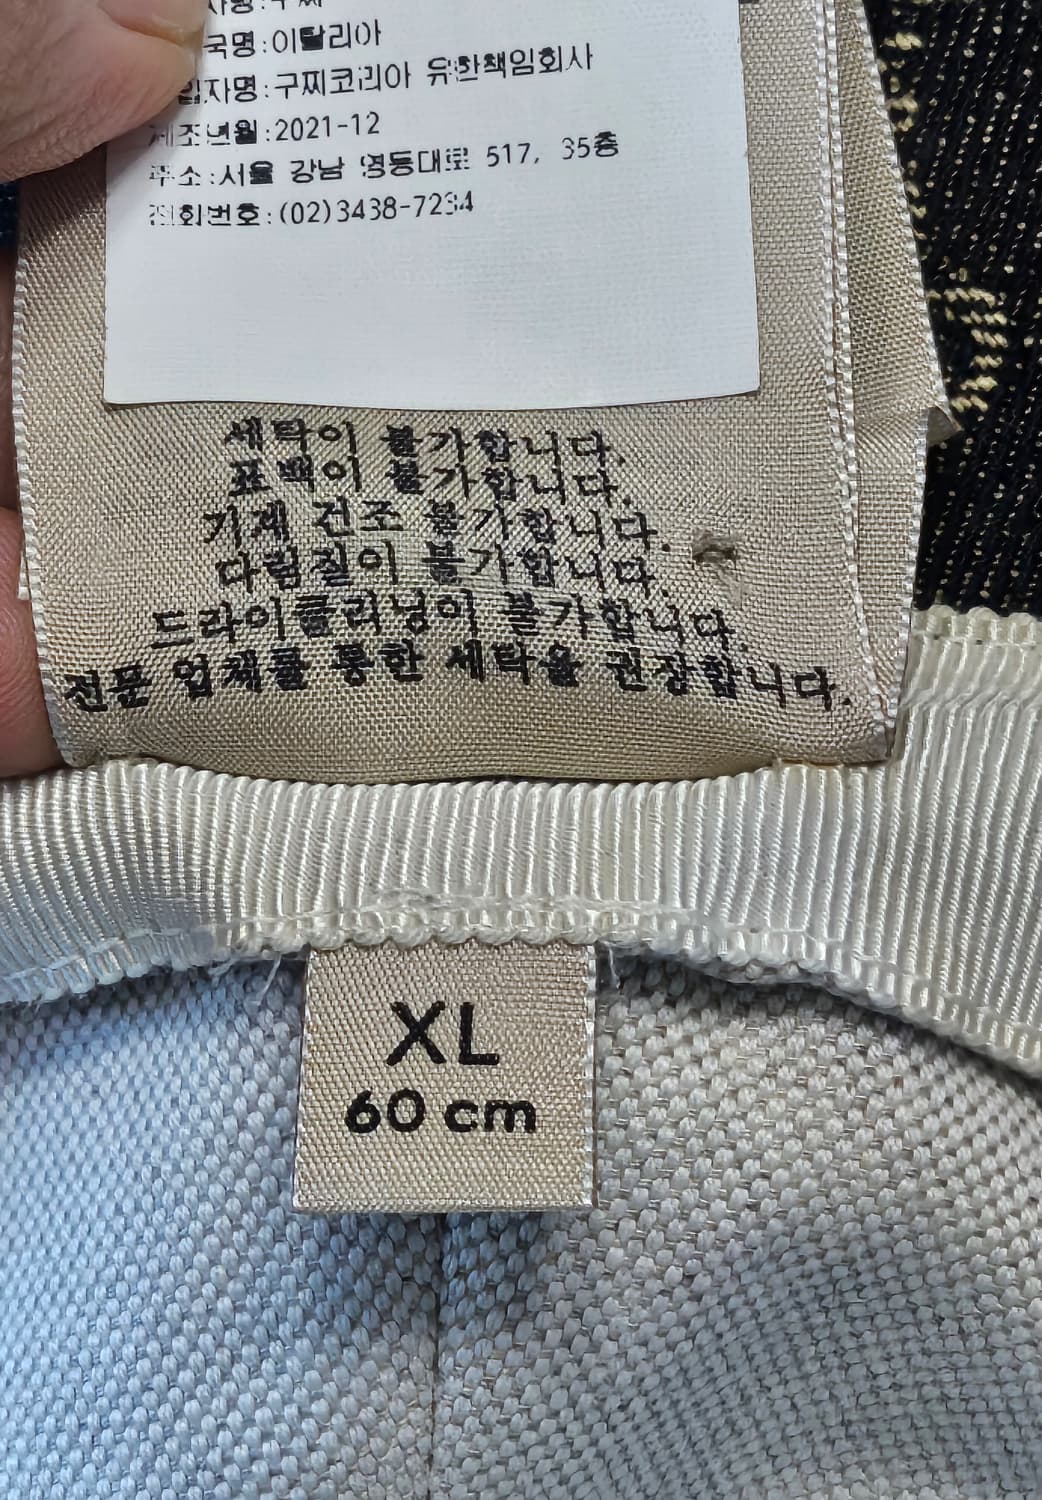 국명:이탈리아
입자명:구찌코리아 유한책임회사
제조년월:2021-12
주소:서울 강남 영동대로 517, 35층
전화번호:(02)3438-7234
세탁이 불가합니다.
표백이 불가합니다.
기계 건조 불가합니다.
다림질이 불가합니다.
드라이클리닝이 불가합니다.
전문 업체를 통한 세탁을 권장합니다.
XL
60 cm